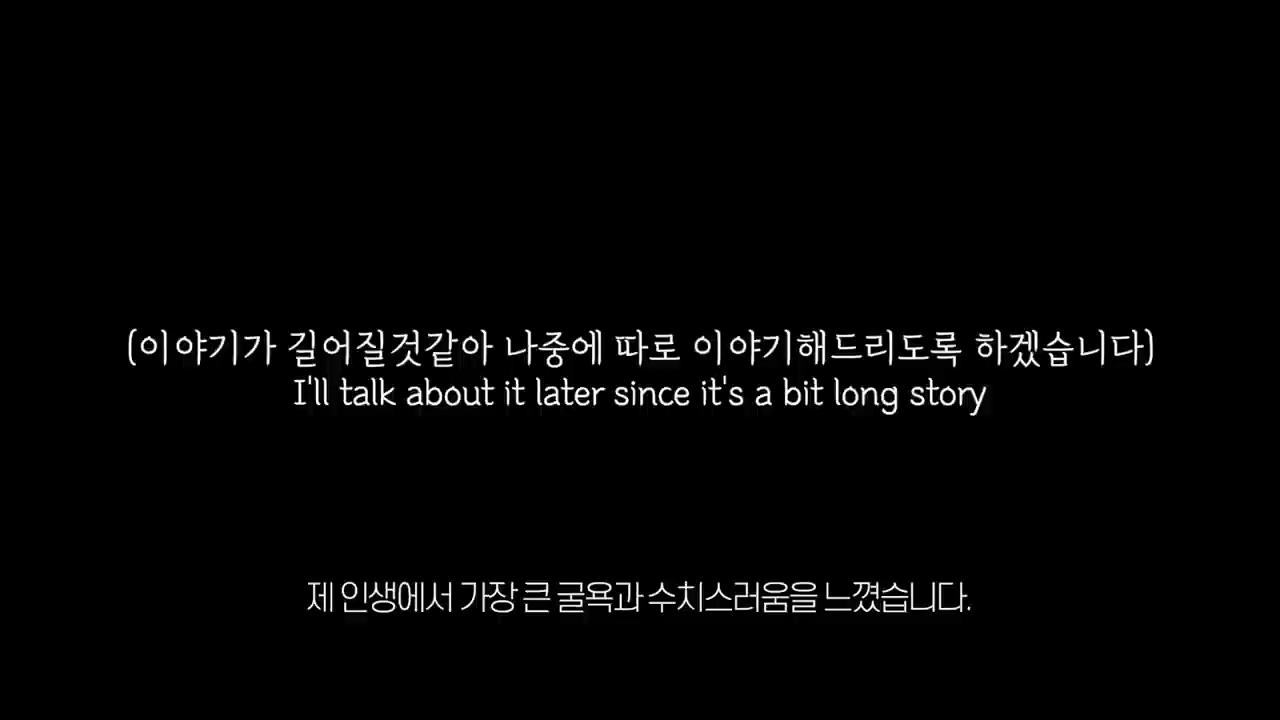 (이야기가 길어질것같아 나중에 따로 이야기해드리도록 하겠습니다)
I'll talk about it later since it's a bit long story
제 인생에서 가장 큰 굴욕과 수치스러움을 느꼈습니다.